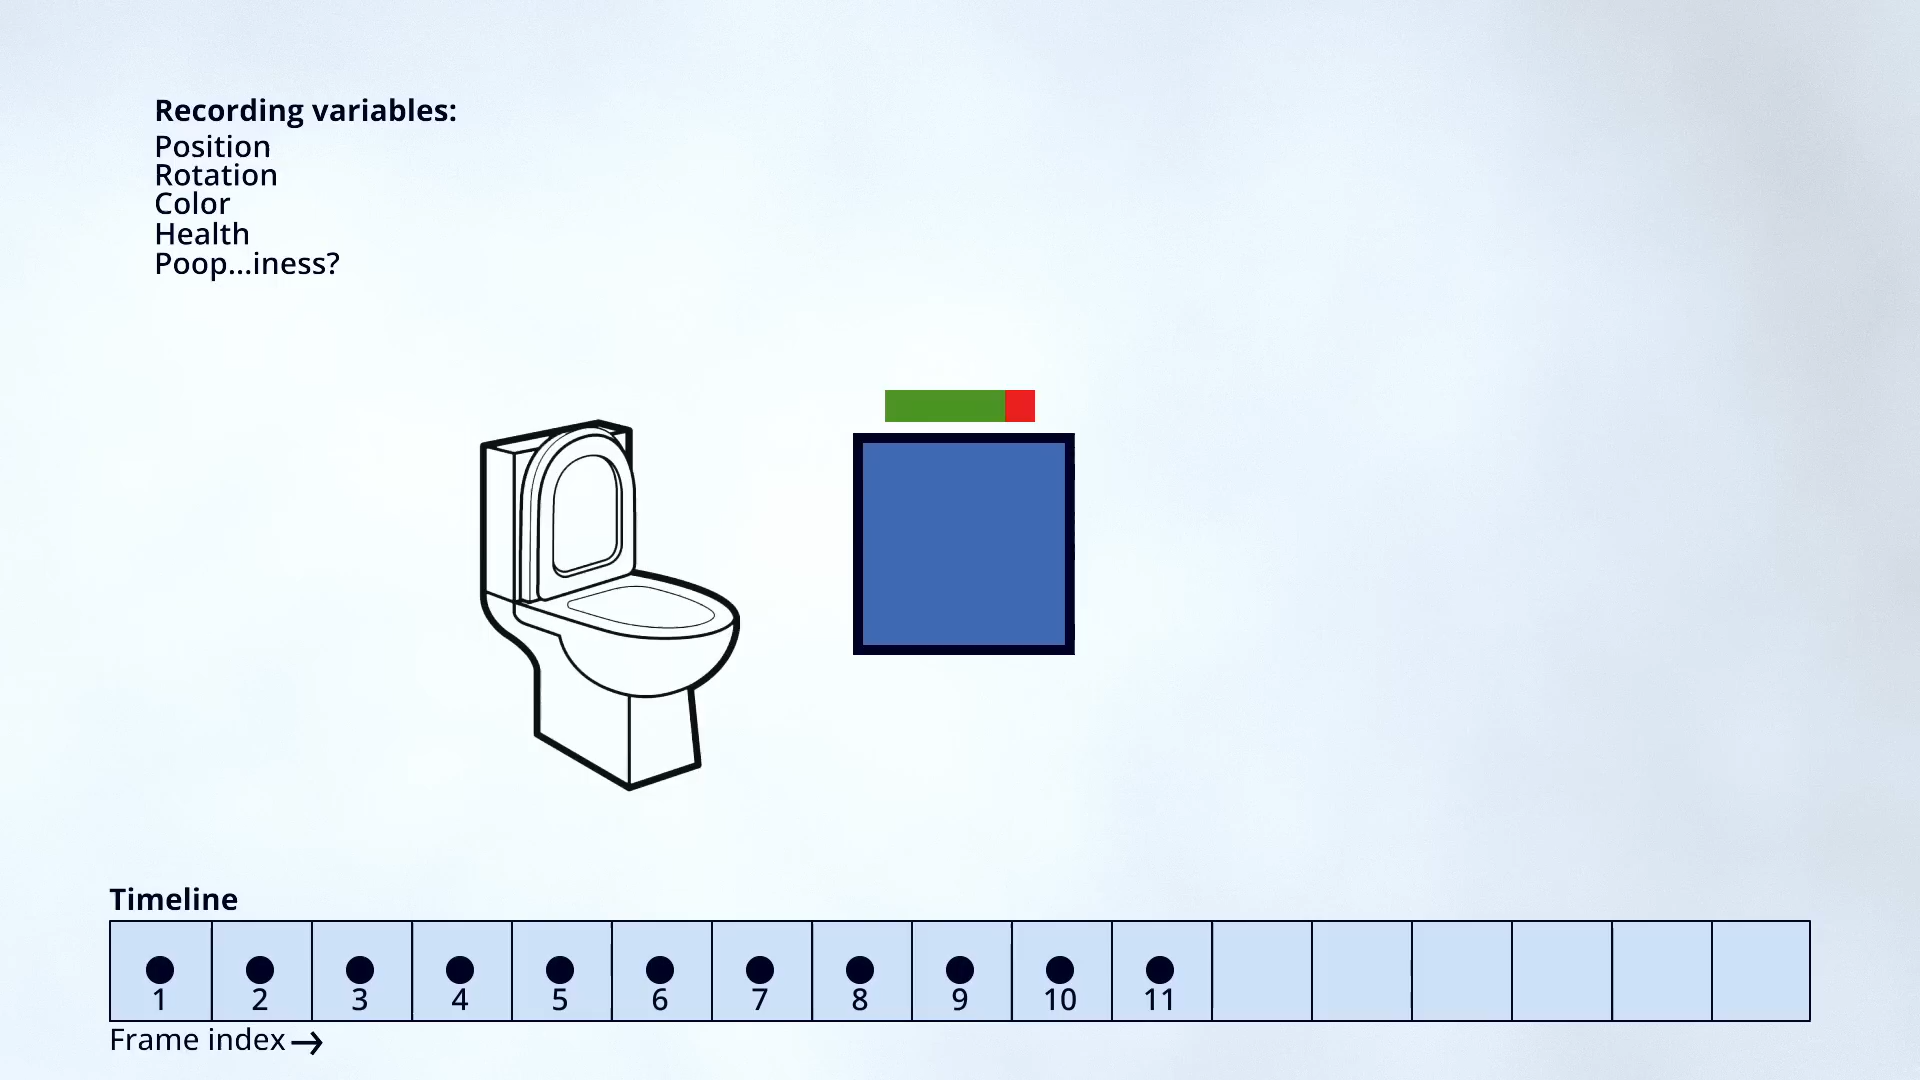 Recording variables:
Position
Rotation
Color
Health
Poop...iness?
Timeline
1 2 3 4 5 6 7 8 9 10 11
Frame index→